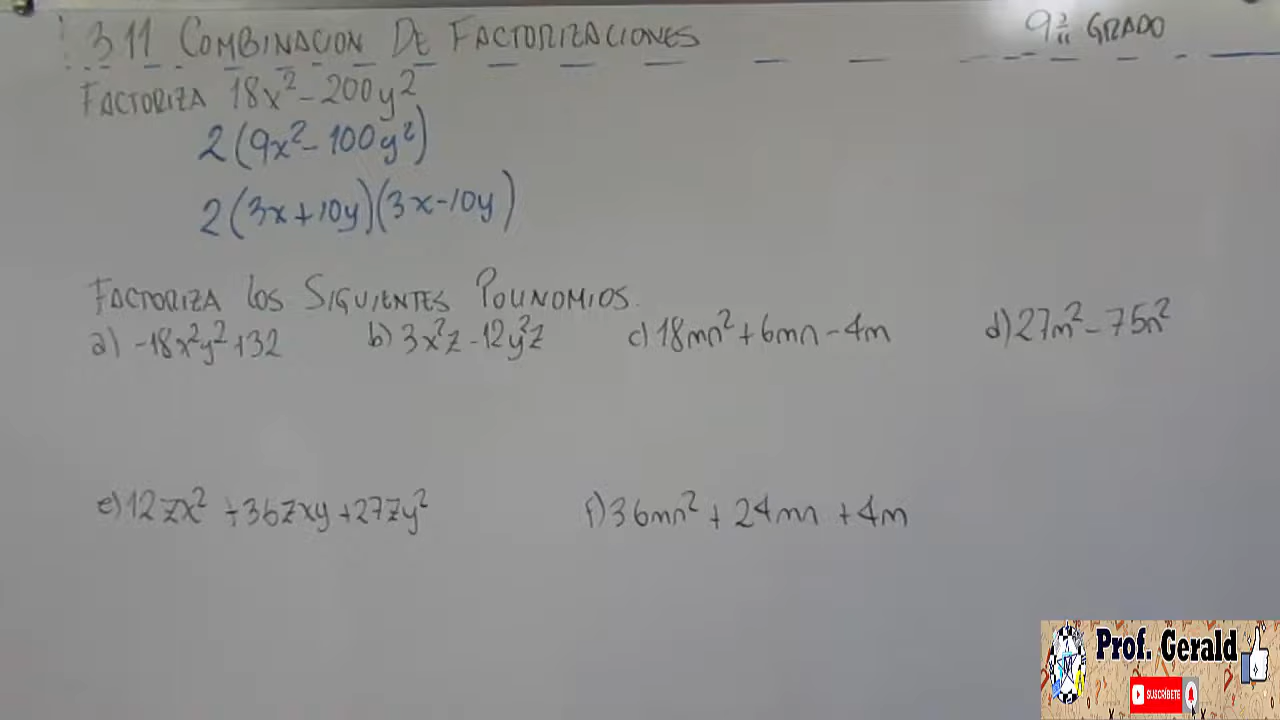 3.11 COMBINACION DE FACTORIZACIONES
9º GRADO
FACTORIZA 18x² - 200y²
2(9x² - 100y²)
2(3x + 10y)(3x - 10y)
FACTORIZA LOS SIGUIENTES POLINOMIOS.
a) -18x²y² + 32
b) 3x²z - 12y²z
c) 18mn² + 6mn - 4m
d) 27m² - 75n²
e) 12zx² + 36zxy + 27zy²
f) 36mn² + 24mn + 4m
Prof. Gerald
SUSCRÍBETE